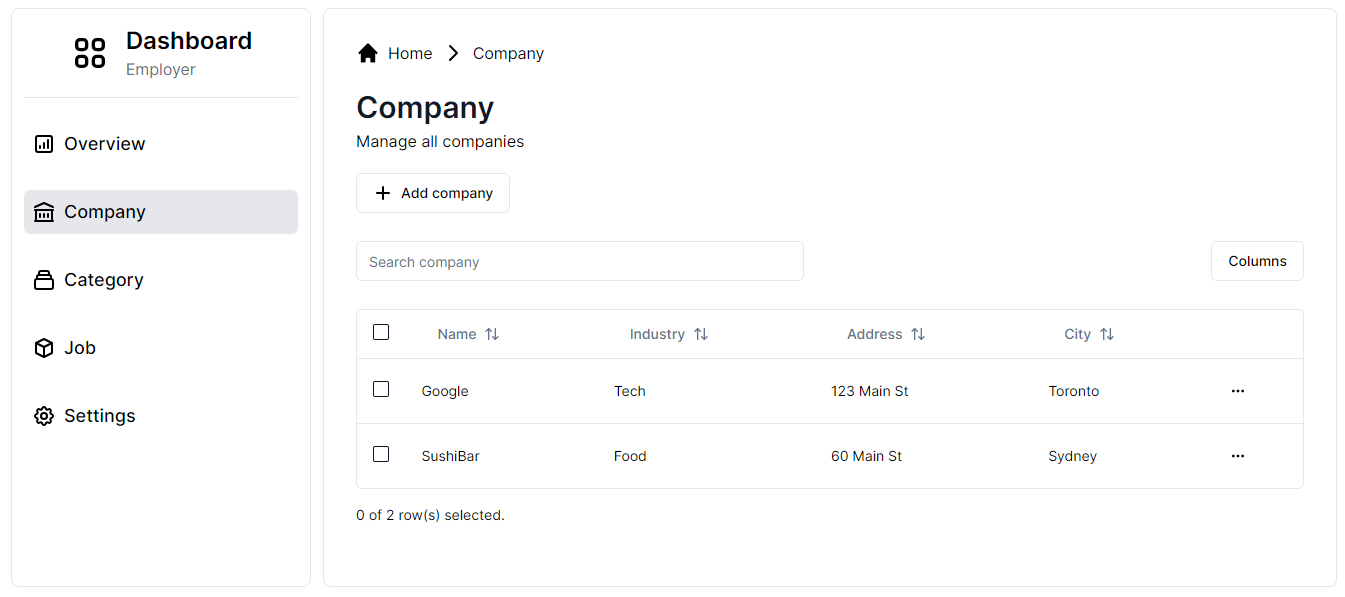 Dashboard
Employer
Overview
Company
Category
Job
Settings
Home Company
Company
Manage all companies
Add company
Search company
Columns
Name Industry Address City
Google Tech 123 Main St Toronto
SushiBar Food 60 Main St Sydney
0 of 2 row(s) selected.